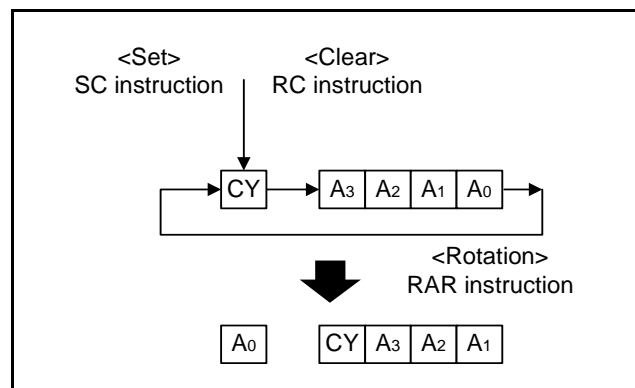 <Set> <Clear>
SC instruction RC instruction
CY A3 A2 A1 A0
<Rotation>
RAR instruction
A0 CY A3 A2 A1